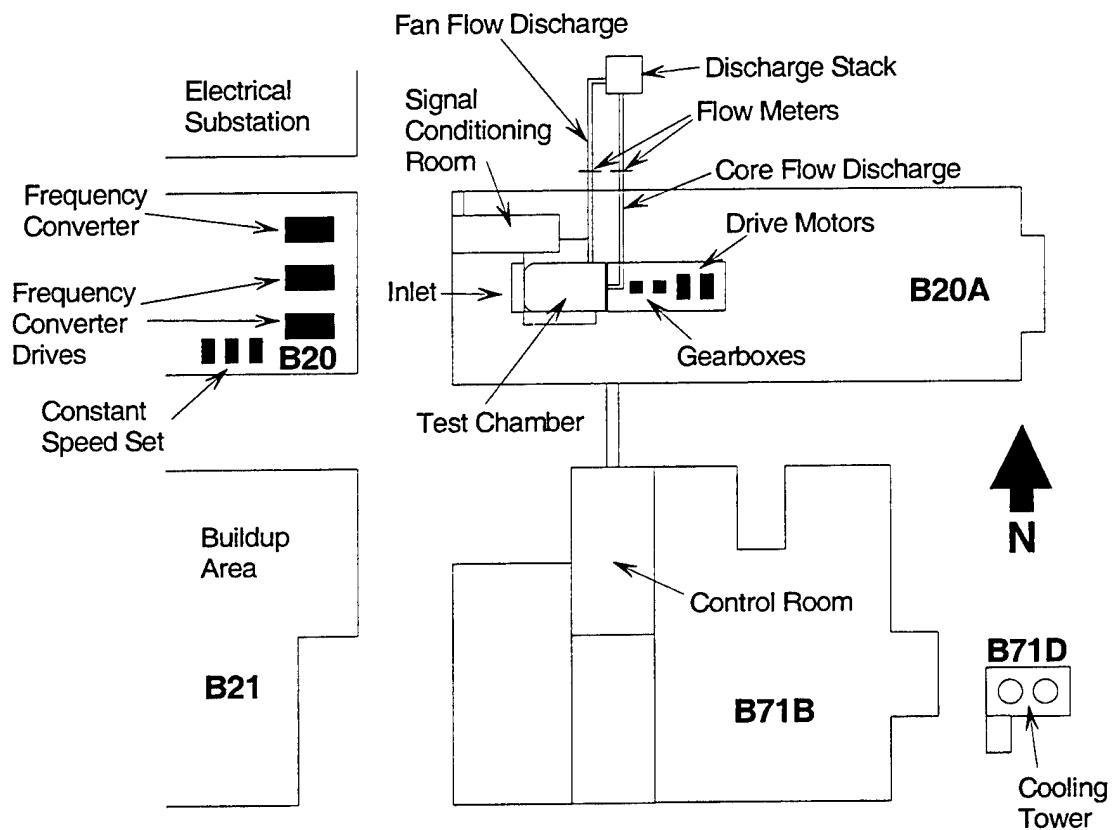 Fan Flow Discharge
Discharge Stack
Electrical
Substation
Signal
Conditioning
Room
Flow Meters
Core Flow Discharge
Frequency
Converter
Drive Motors
Inlet
B20A
Frequency
Converter
Drives
B20
Gearboxes
Constant
Speed Set
Test Chamber
N
Buildup
Area
Control Room
B21
B71B
B71D
Cooling
Tower